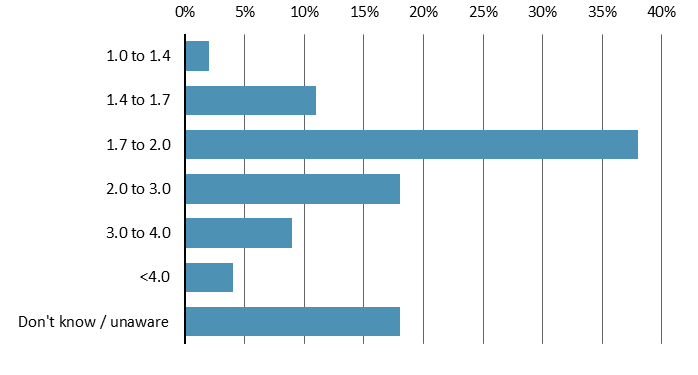 0% 5% 10% 15% 20% 25% 30% 35% 40%
1.0 to 1.4
1.4 to 1.7
1.7 to 2.0
2.0 to 3.0
3.0 to 4.0
<4.0
Don't know / unaware